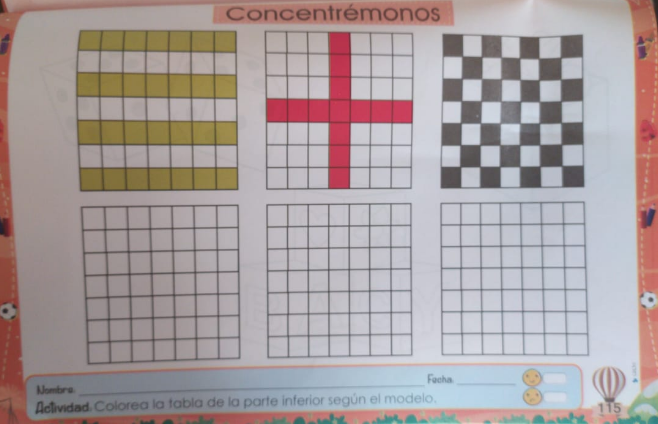 Concentrémonos
Nombre: Fecha:
Actividad: Colorea la tabla de la parte inferior según el modelo.
115